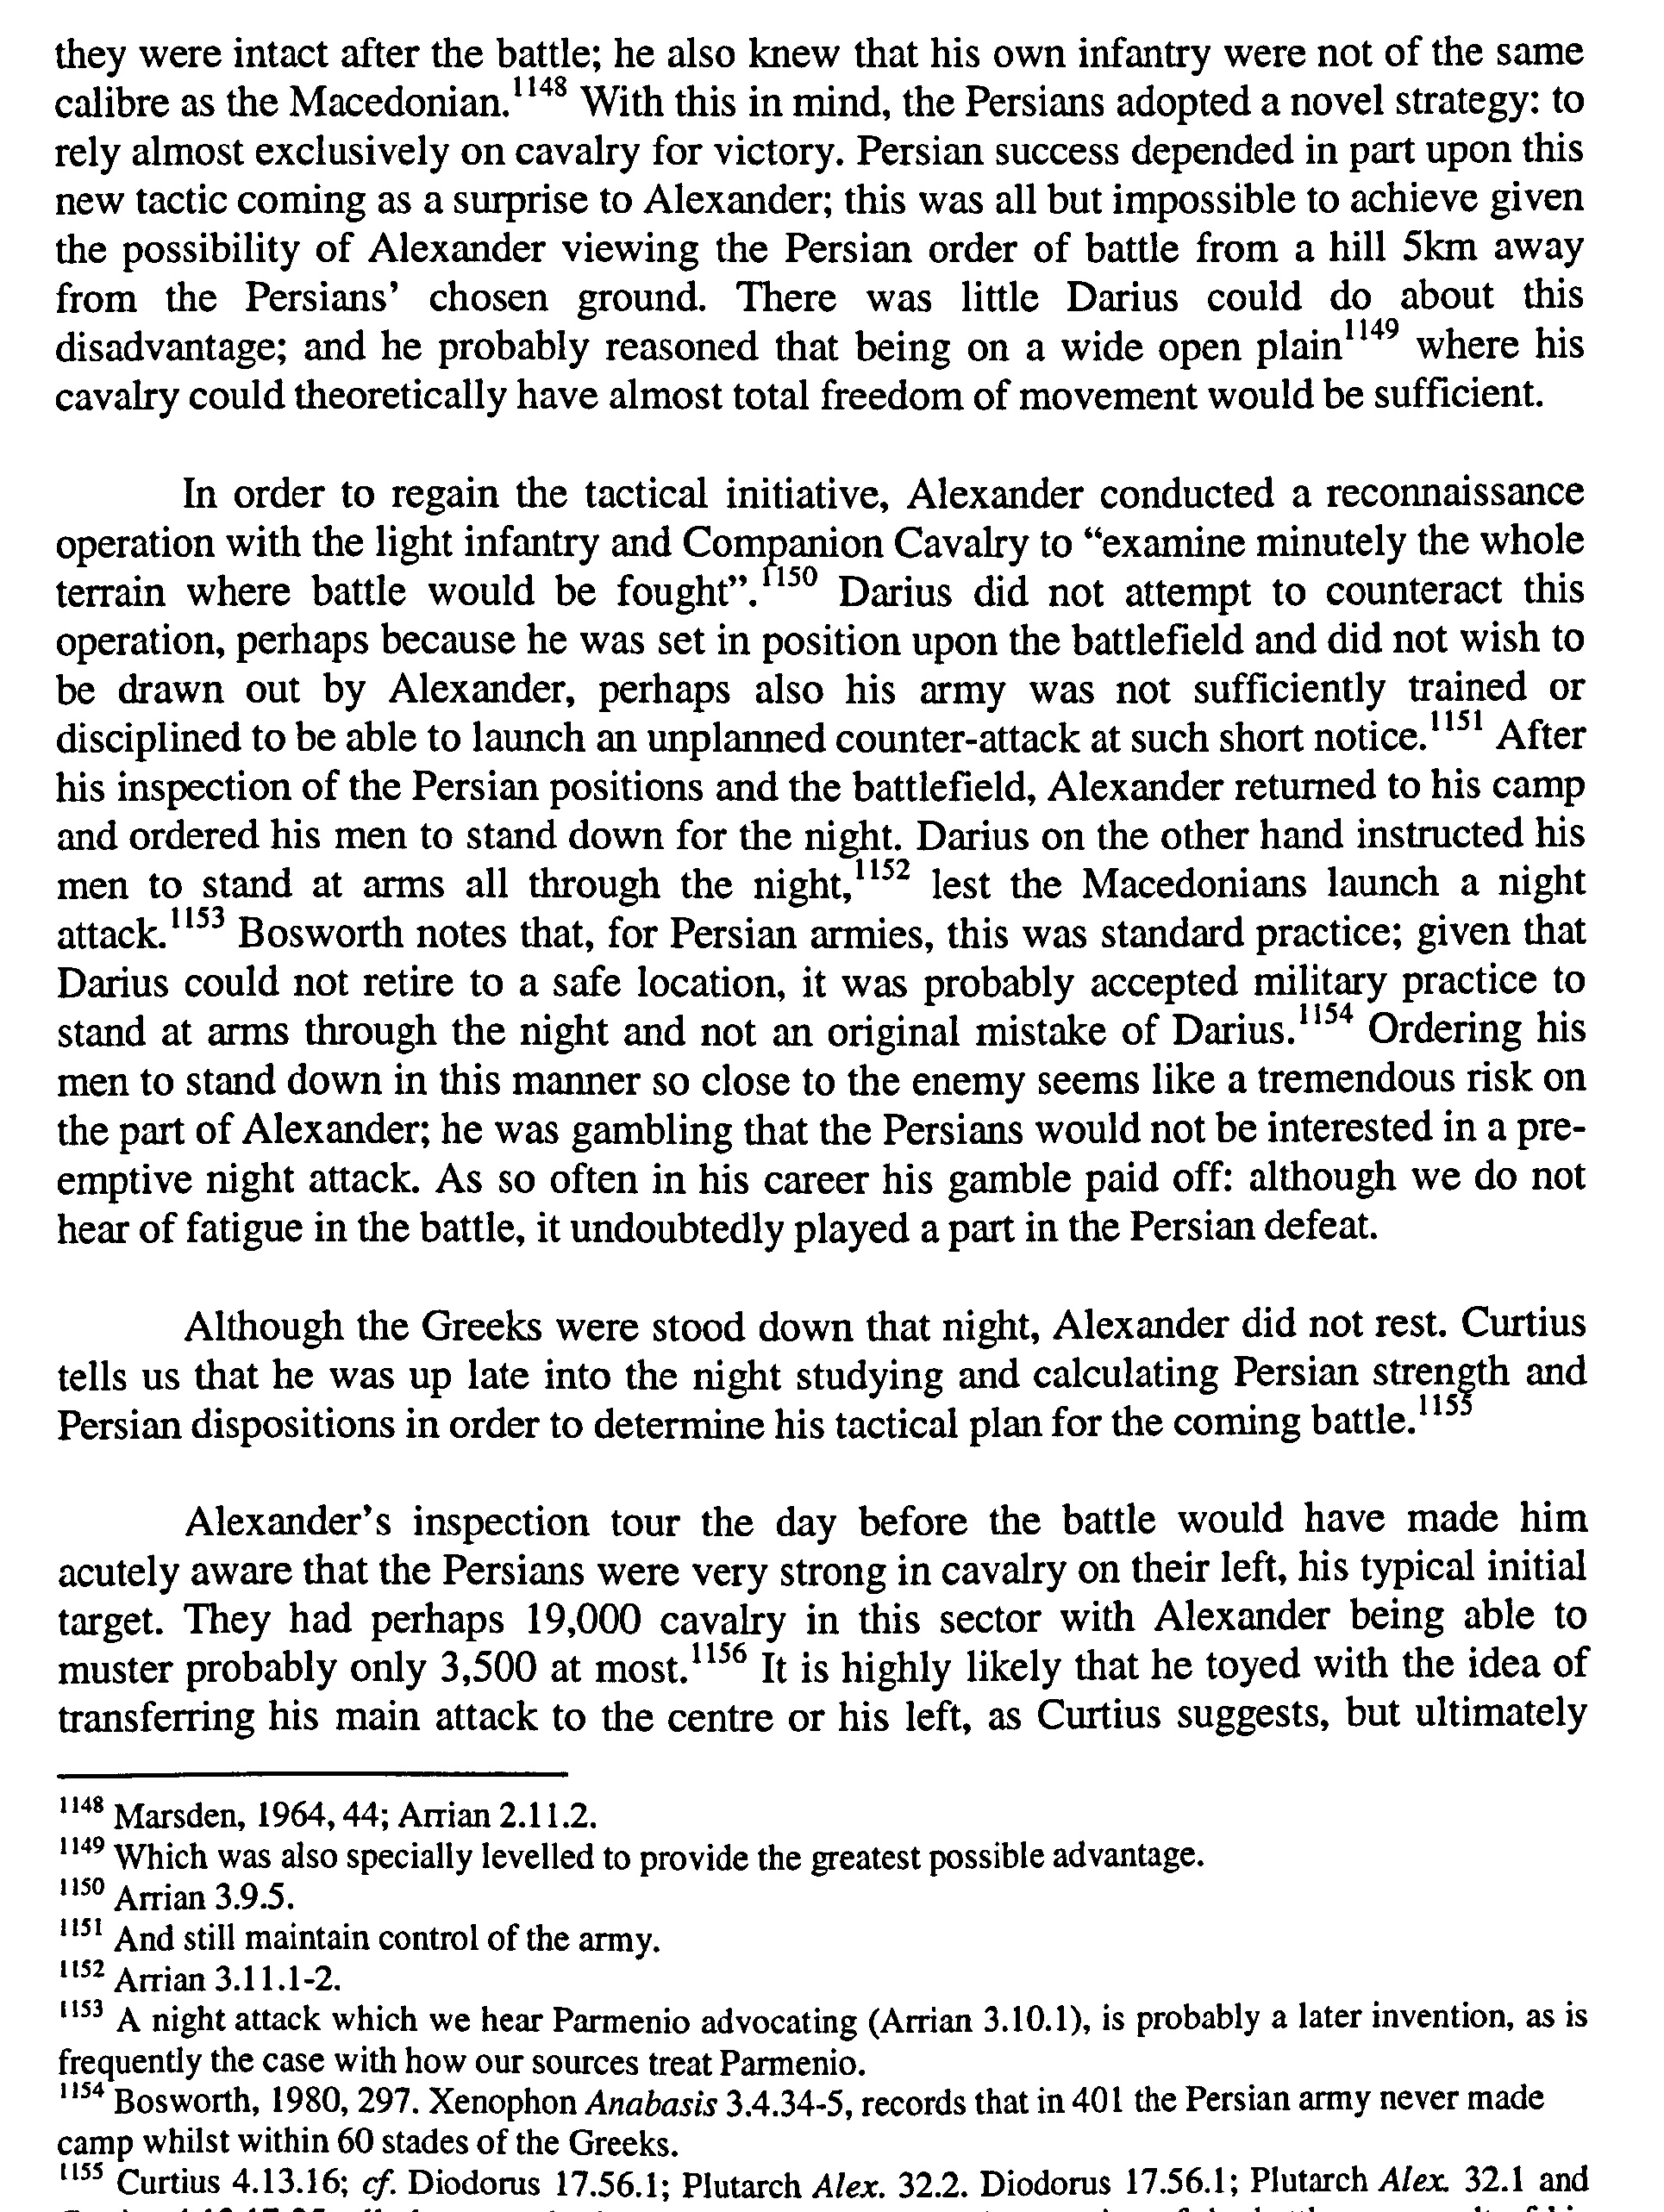 they were intact after the battle; he also knew that his own infantry were not of the same
calibre as the Macedonian.1148 With this in mind, the Persians adopted a novel strategy: to
rely almost exclusively on cavalry for victory. Persian success depended in part upon this
new tactic coming as a surprise to Alexander; this was all but impossible to achieve given
the possibility of Alexander viewing the Persian order of battle from a hill 5km away
from the Persians' chosen ground. There was little Darius could do about this
disadvantage; and he probably reasoned that being on a wide open plain1149 where his
cavalry could theoretically have almost total freedom of movement would be sufficient.
In order to regain the tactical initiative, Alexander conducted a reconnaissance
operation with the light infantry and Companion Cavalry to “examine minutely the whole
terrain where battle would be fought”.1150 Darius did not attempt to counteract this
operation, perhaps because he was set in position upon the battlefield and did not wish to
be drawn out by Alexander, perhaps also his army was not sufficiently trained or
disciplined to be able to launch an unplanned counter-attack at such short notice.1151 After
his inspection of the Persian positions and the battlefield, Alexander returned to his camp
and ordered his men to stand down for the night. Darius on the other hand instructed his
men to stand at arms all through the night,1152 lest the Macedonians launch a night
attack.1153 Bosworth notes that, for Persian armies, this was standard practice; given that
Darius could not retire to a safe location, it was probably accepted military practice to
stand at arms through the night and not an original mistake of Darius.1154 Ordering his
men to stand down in this manner so close to the enemy seems like a tremendous risk on
the part of Alexander; he was gambling that the Persians would not be interested in a pre-
emptive night attack. As so often in his career his gamble paid off: although we do not
hear of fatigue in the battle, it undoubtedly played a part in the Persian defeat.
Although the Greeks were stood down that night, Alexander did not rest. Curtius
tells us that he was up late into the night studying and calculating Persian strength and
Persian dispositions in order to determine his tactical plan for the coming battle.1155
Alexander's inspection tour the day before the battle would have made him
acutely aware that the Persians were very strong in cavalry on their left, his typical initial
target. They had perhaps 19,000 cavalry in this sector with Alexander being able to
muster probably only 3,500 at most.1156 It is highly likely that he toyed with the idea of
transferring his main attack to the centre or his left, as Curtius suggests, but ultimately
1148 Marsden, 1964, 44; Arrian 2.11.2.
1149 Which was also specially levelled to provide the greatest possible advantage.
1150 Arrian 3.9.5.
1151 And still maintain control of the army.
1152 Arrian 3.11.1-2.
1153 A night attack which we hear Parmenio advocating (Arrian 3.10.1), is probably a later invention, as is
frequently the case with how our sources treat Parmenio.
1154 Bosworth, 1980, 297. Xenophon Anabasis 3.4.34-5, records that in 401 the Persian army never made
camp whilst within 60 stades of the Greeks.
1155 Curtius 4.13.16; cf. Diodorus 17.56.1; Plutarch Alex. 32.2. Diodorus 17.56.1; Plutarch Alex. 32.1 and